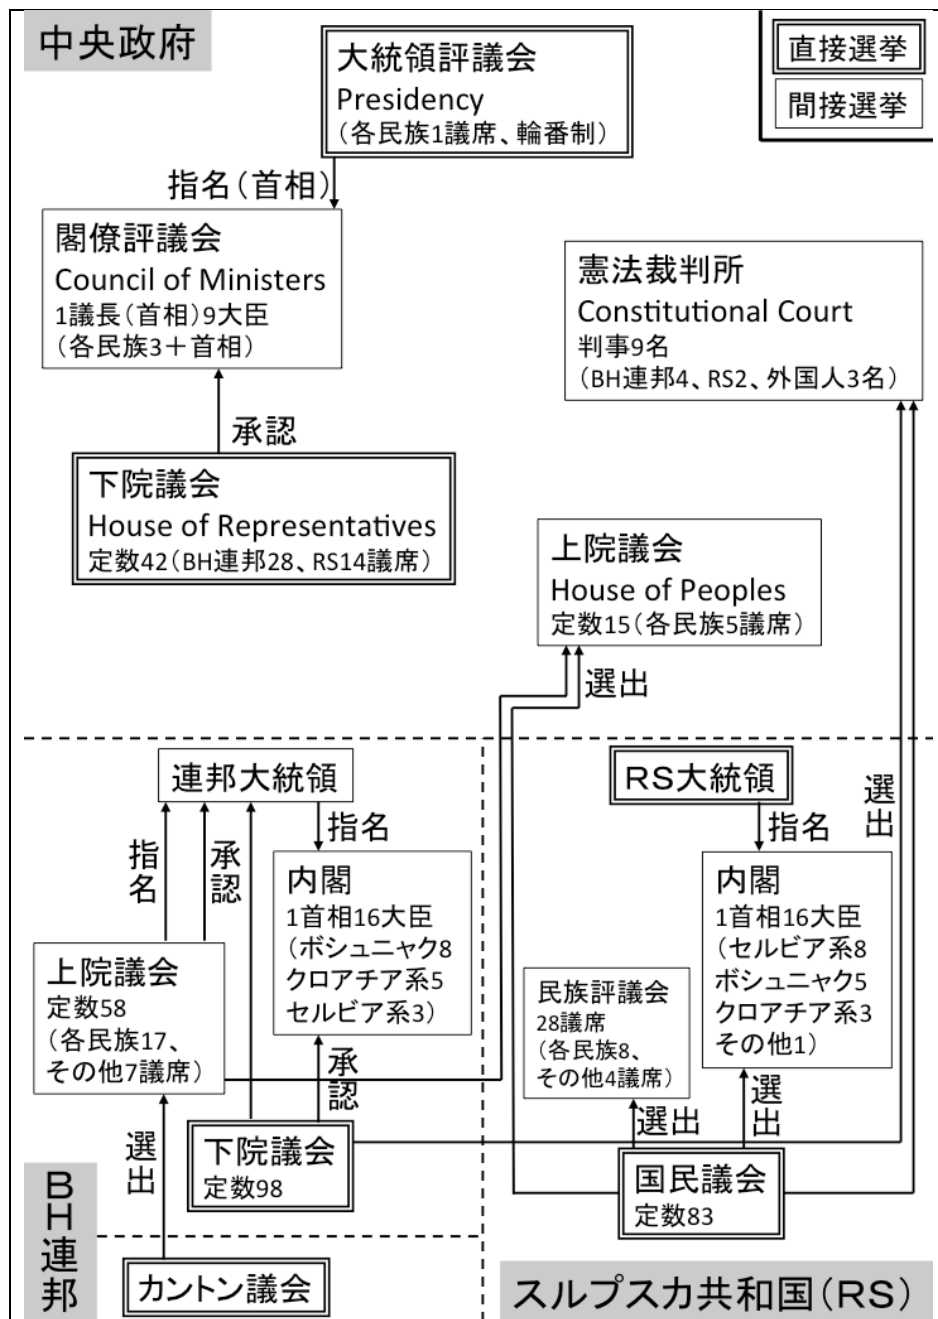 中央政府
直接選挙
間接選挙
大統領評議会
Presidency
(各民族1議席、輪番制)
指名(首相)
閣僚評議会
Council of Ministers
1議長(首相)9大臣
(各民族3+首相)
憲法裁判所
Constitutional Court
判事9名
(BH連邦4、RS2、外国人3名)
承認
下院議会
House of Representatives
定数42(BH連邦28、RS14議席)
上院議会
House of Peoples
定数15(各民族5議席)
選出
連邦大統領
指名
承認
指名
内閣
1首相16大臣
(ボシュニャク8
クロアチア系5
セルビア系3)
上院議会
定数58
(各民族17、
その他7議席)
承認
選出
下院議会
定数98
BH連邦
カントン議会
RS大統領
指名
選出
内閣
1首相16大臣
(セルビア系8
ボシュニャク5
クロアチア系3
その他1)
民族評議会
28議席
(各民族8、
その他4議席)
選出
選出
国民議会
定数83
スルプスカ共和国(RS)